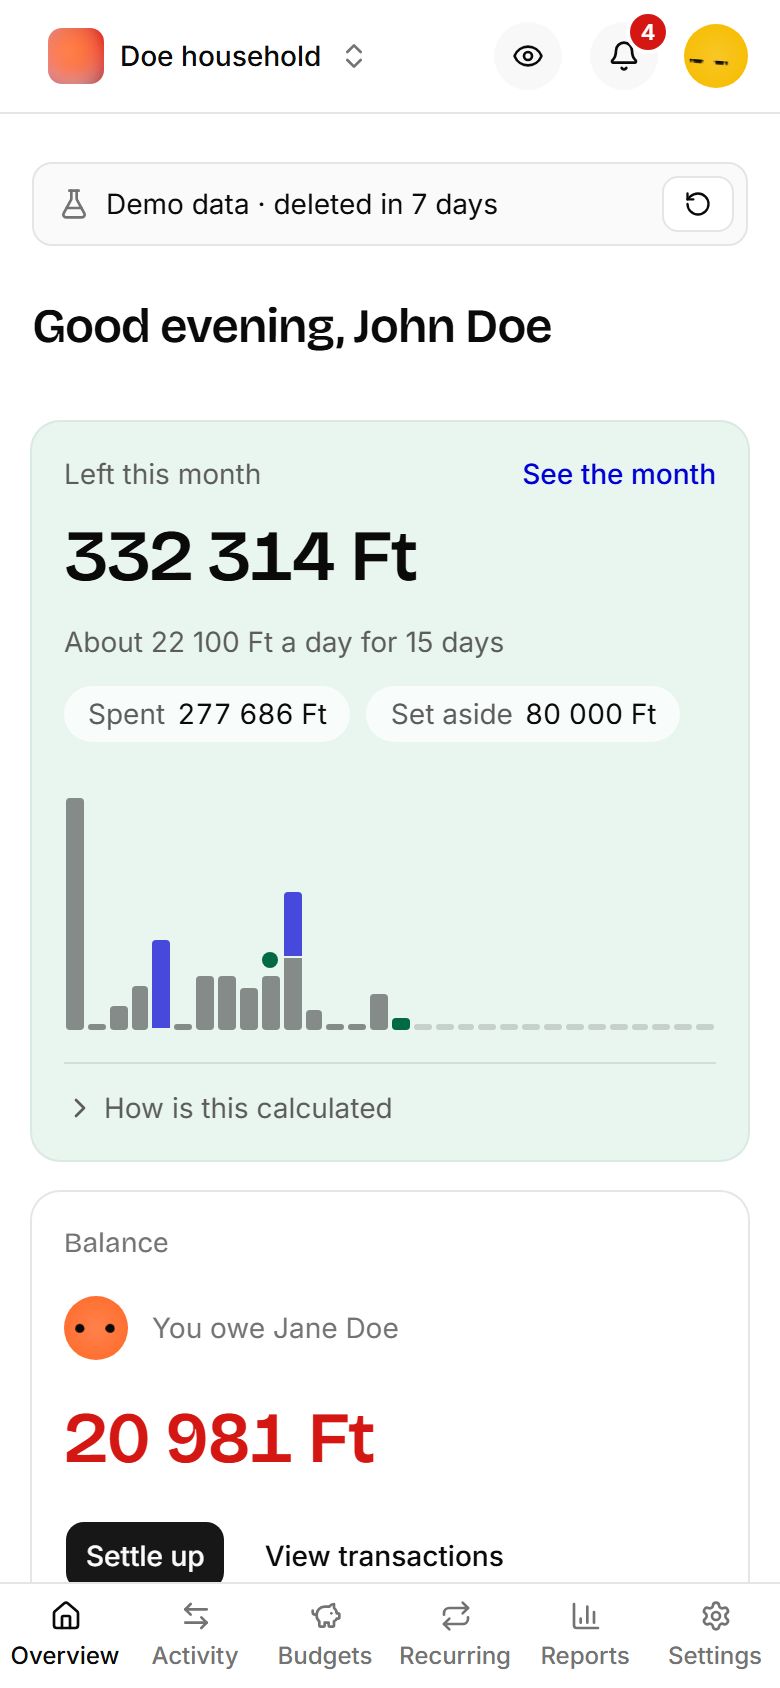 Doe household
4
Demo data · deleted in 7 days
Good evening, John Doe
Left this month
See the month
332 314 Ft
About 22 100 Ft a day for 15 days
Spent 277 686 Ft
Set aside 80 000 Ft
How is this calculated
Balance
You owe Jane Doe
20 981 Ft
Settle up
View transactions
Overview
Activity
Budgets
Recurring
Reports
Settings